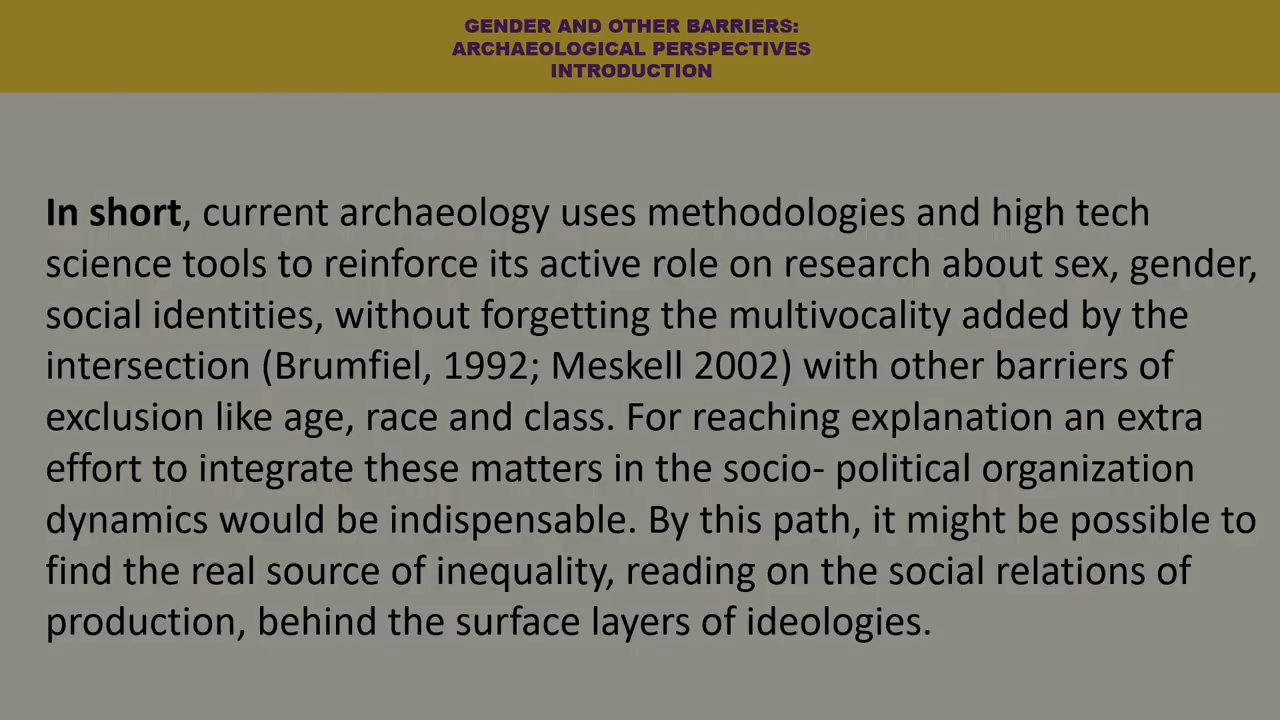 GENDER AND OTHER BARRIERS:
ARCHAEOLOGICAL PERSPECTIVES
INTRODUCTION
In short, current archaeology uses methodologies and high tech
science tools to reinforce its active role on research about sex, gender,
social identities, without forgetting the multivocality added by the
intersection (Brumfiel, 1992; Meskell 2002) with other barriers of
exclusion like age, race and class. For reaching explanation an extra
effort to integrate these matters in the socio- political organization
dynamics would be indispensable. By this path, it might be possible to
find the real source of inequality, reading on the social relations of
production, behind the surface layers of ideologies.